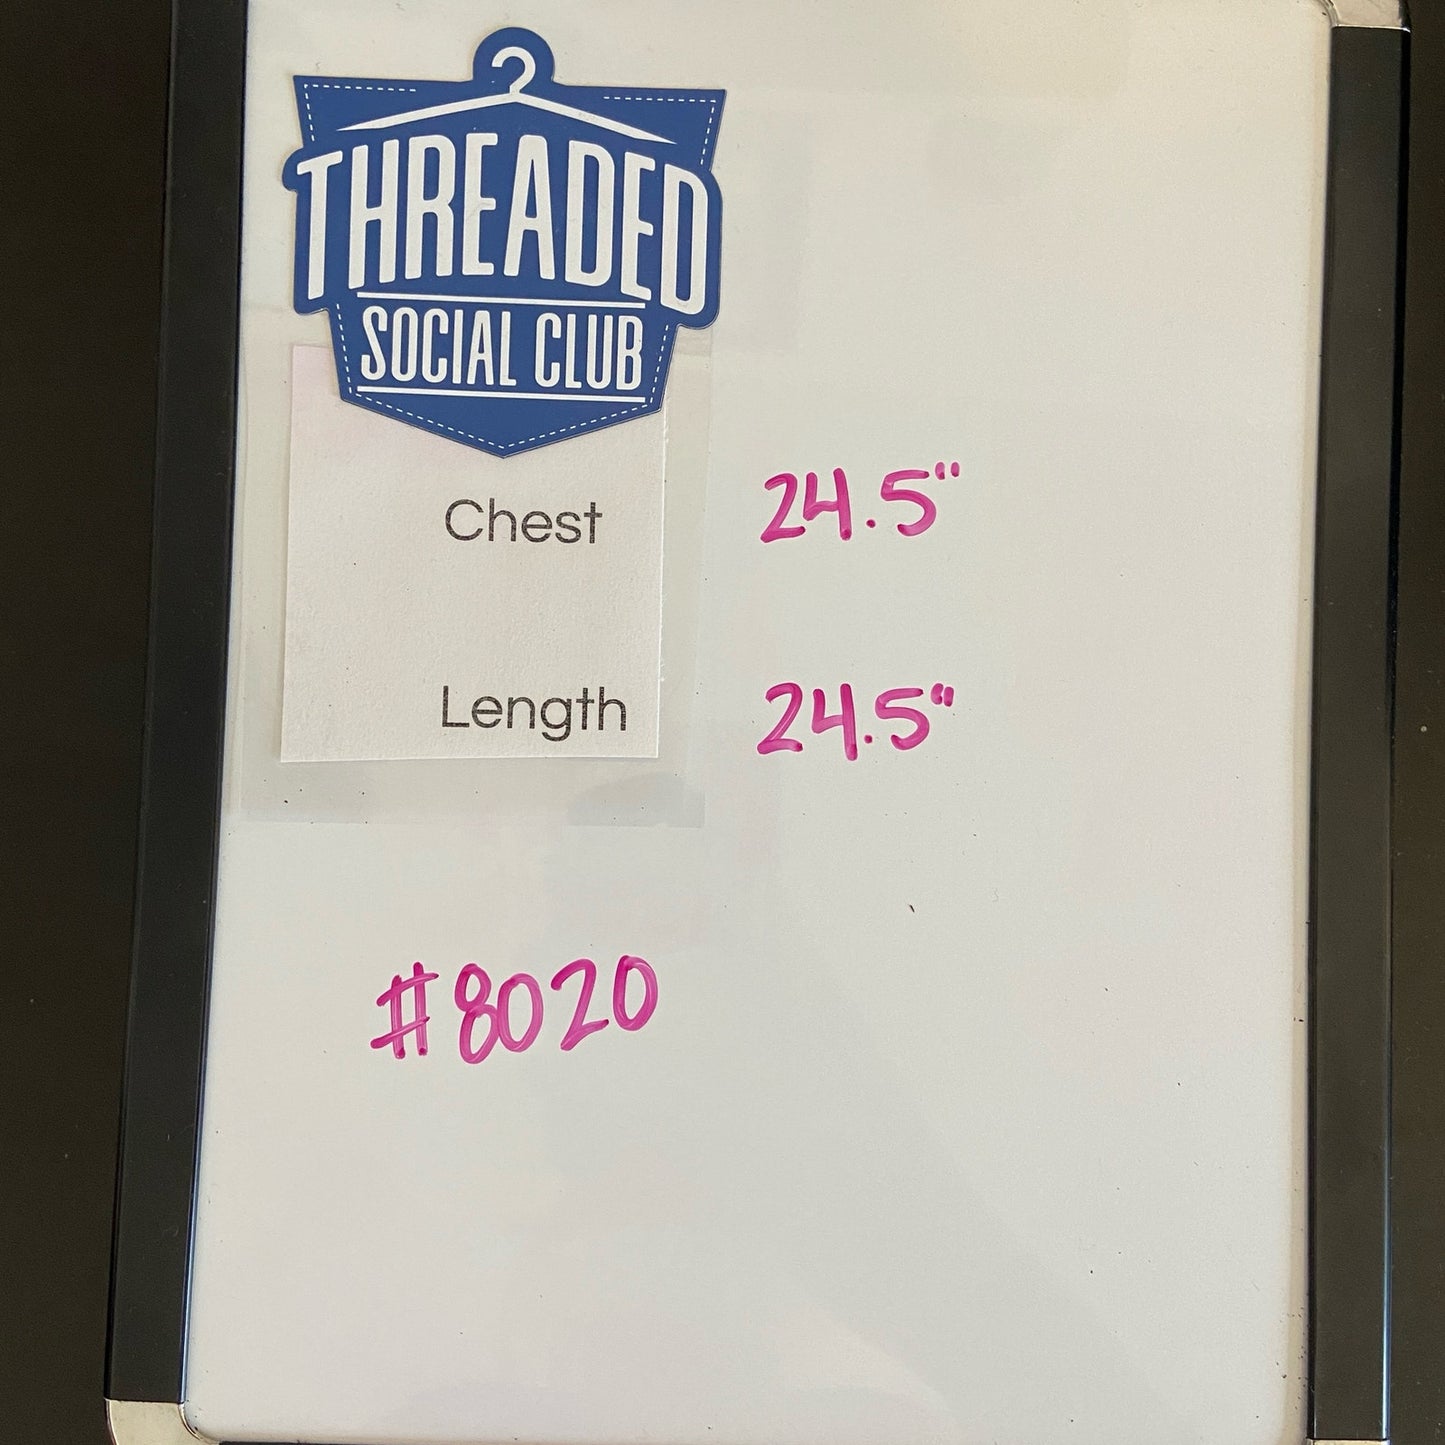 THREADED
SOCIAL CLUB
Chest 24.5"
Length 24.5"
#8020